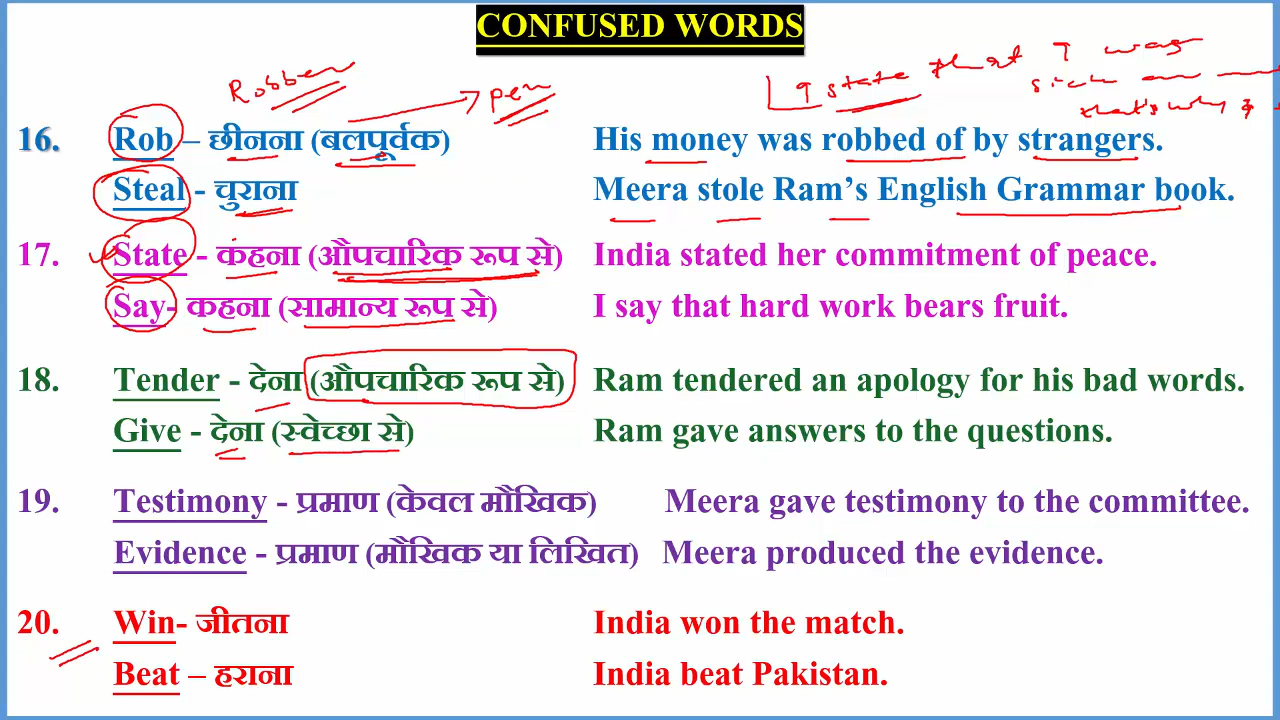 CONFUSED WORDS
Robber
pen
I state that I was
sick
that's why I
16. Rob – छीनना (बलपूर्वक) His money was robbed of by strangers.
Steal - चुराना Meera stole Ram's English Grammar book.
17. State - कहना (औपचारिक रूप से) India stated her commitment of peace.
Say- कहना (सामान्य रूप से) I say that hard work bears fruit.
18. Tender - देना (औपचारिक रूप से) Ram tendered an apology for his bad words.
Give - देना (स्वेच्छा से) Ram gave answers to the questions.
19. Testimony - प्रमाण (केवल मौखिक) Meera gave testimony to the committee.
Evidence - प्रमाण (मौखिक या लिखित) Meera produced the evidence.
20. Win- जीतना India won the match.
Beat – हराना India beat Pakistan.